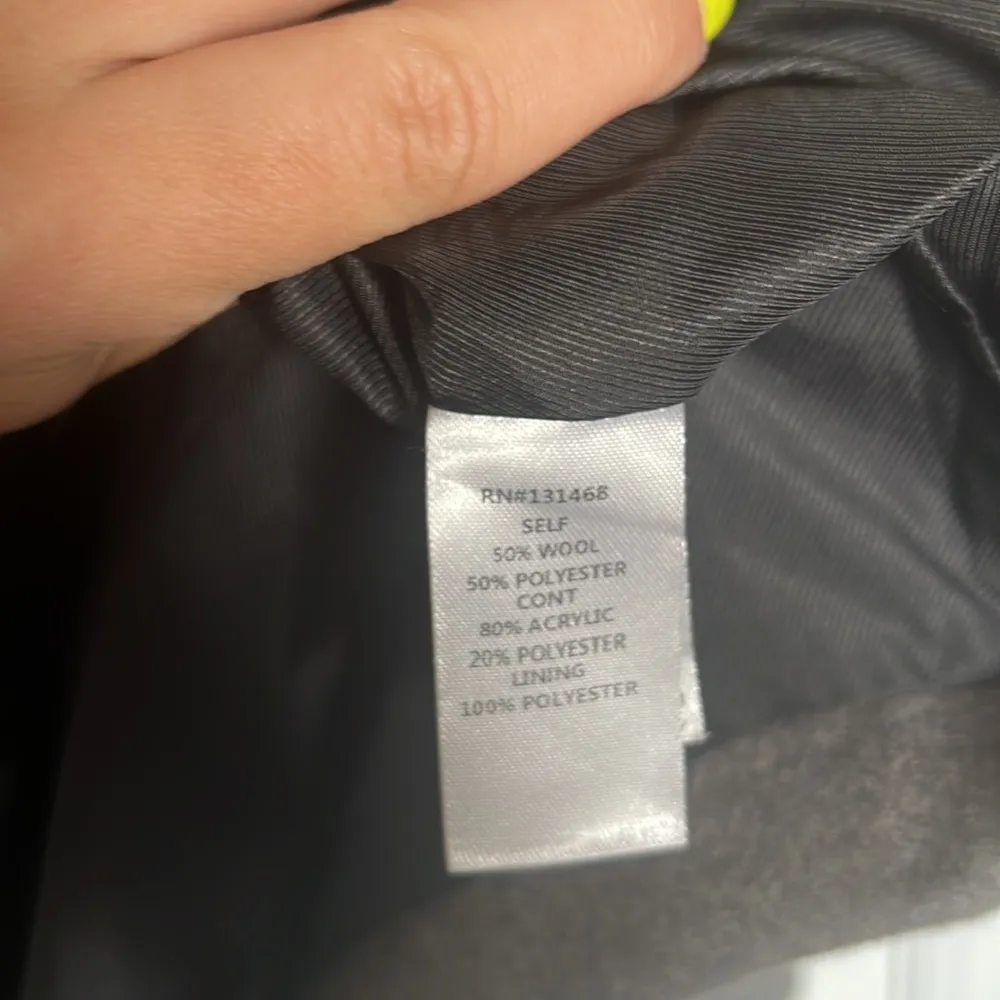 RN#131468
SELF
50% WOOL
50% POLYESTER
CONT
80% ACRYLIC
20% POLYESTER
LINING
100% POLYESTER